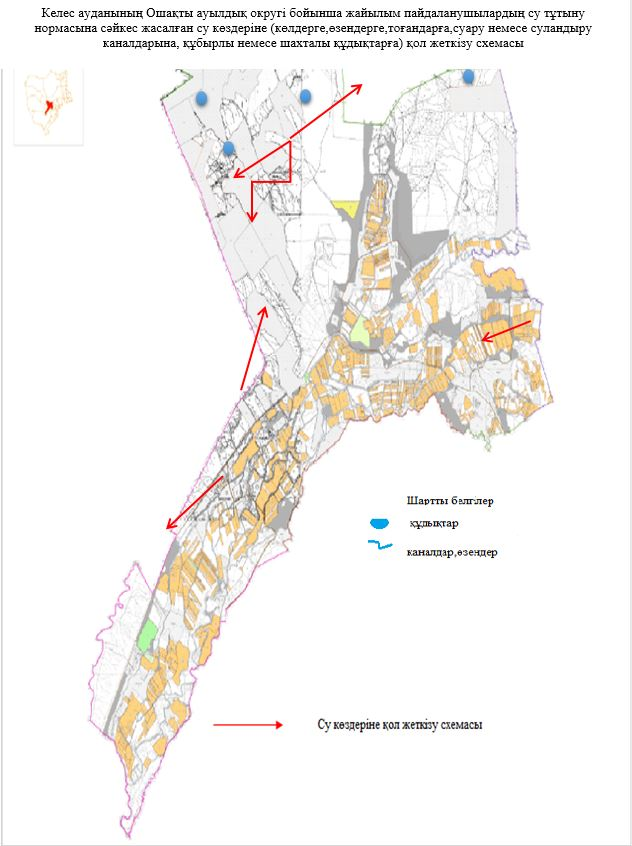 Келес ауданының Ошақты ауылдық округі бойынша жайылым пайдаланушылардың су тұтыну
нормасына сәйкес жасалған су көздеріне (көлдерге,өзендерге,тоғандарға,суару немесе суландыру
каналдарына, құбырлы немесе шахталы құдықтарға) қол жеткізу схемасы
Шартты белгілер
құдықтар
каналдар,өзендер
Су көздеріне қол жеткізу схемасы